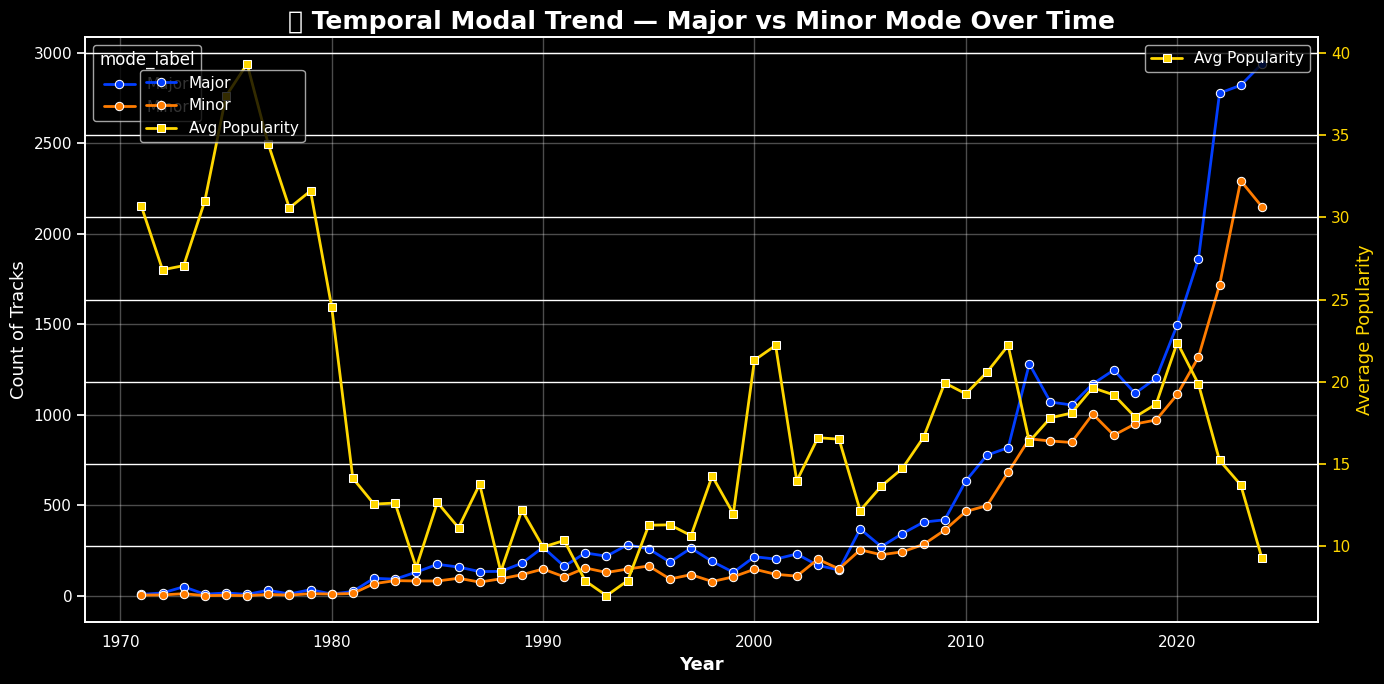 Temporal Modal Trend — Major vs Minor Mode Over Time
mode_label
Major
Minor
Major
Minor
Avg Popularity
Avg Popularity
3000
2500
2000
1500
1000
500
0
Count of Tracks
40
35
30
25
20
15
10
Average Popularity
1970
1980
1990
2000
2010
2020
Year